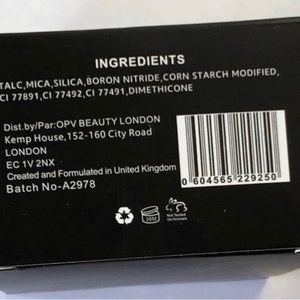 INGREDIENTS
TALC,MICA,SILICA,BORON NITRIDE,CORN STARCH MODIFIED,
CI 77891,CI 77492,CI 77491,DIMETHICONE
Dist.by/Par:OPV BEAUTY LONDON
Kemp House,152-160 City Road
LONDON
EC 1V 2NX
Created and Formulated in United Kingdom
Batch No-A2978
0 604565 229250
36M
Not Tested
On Animals